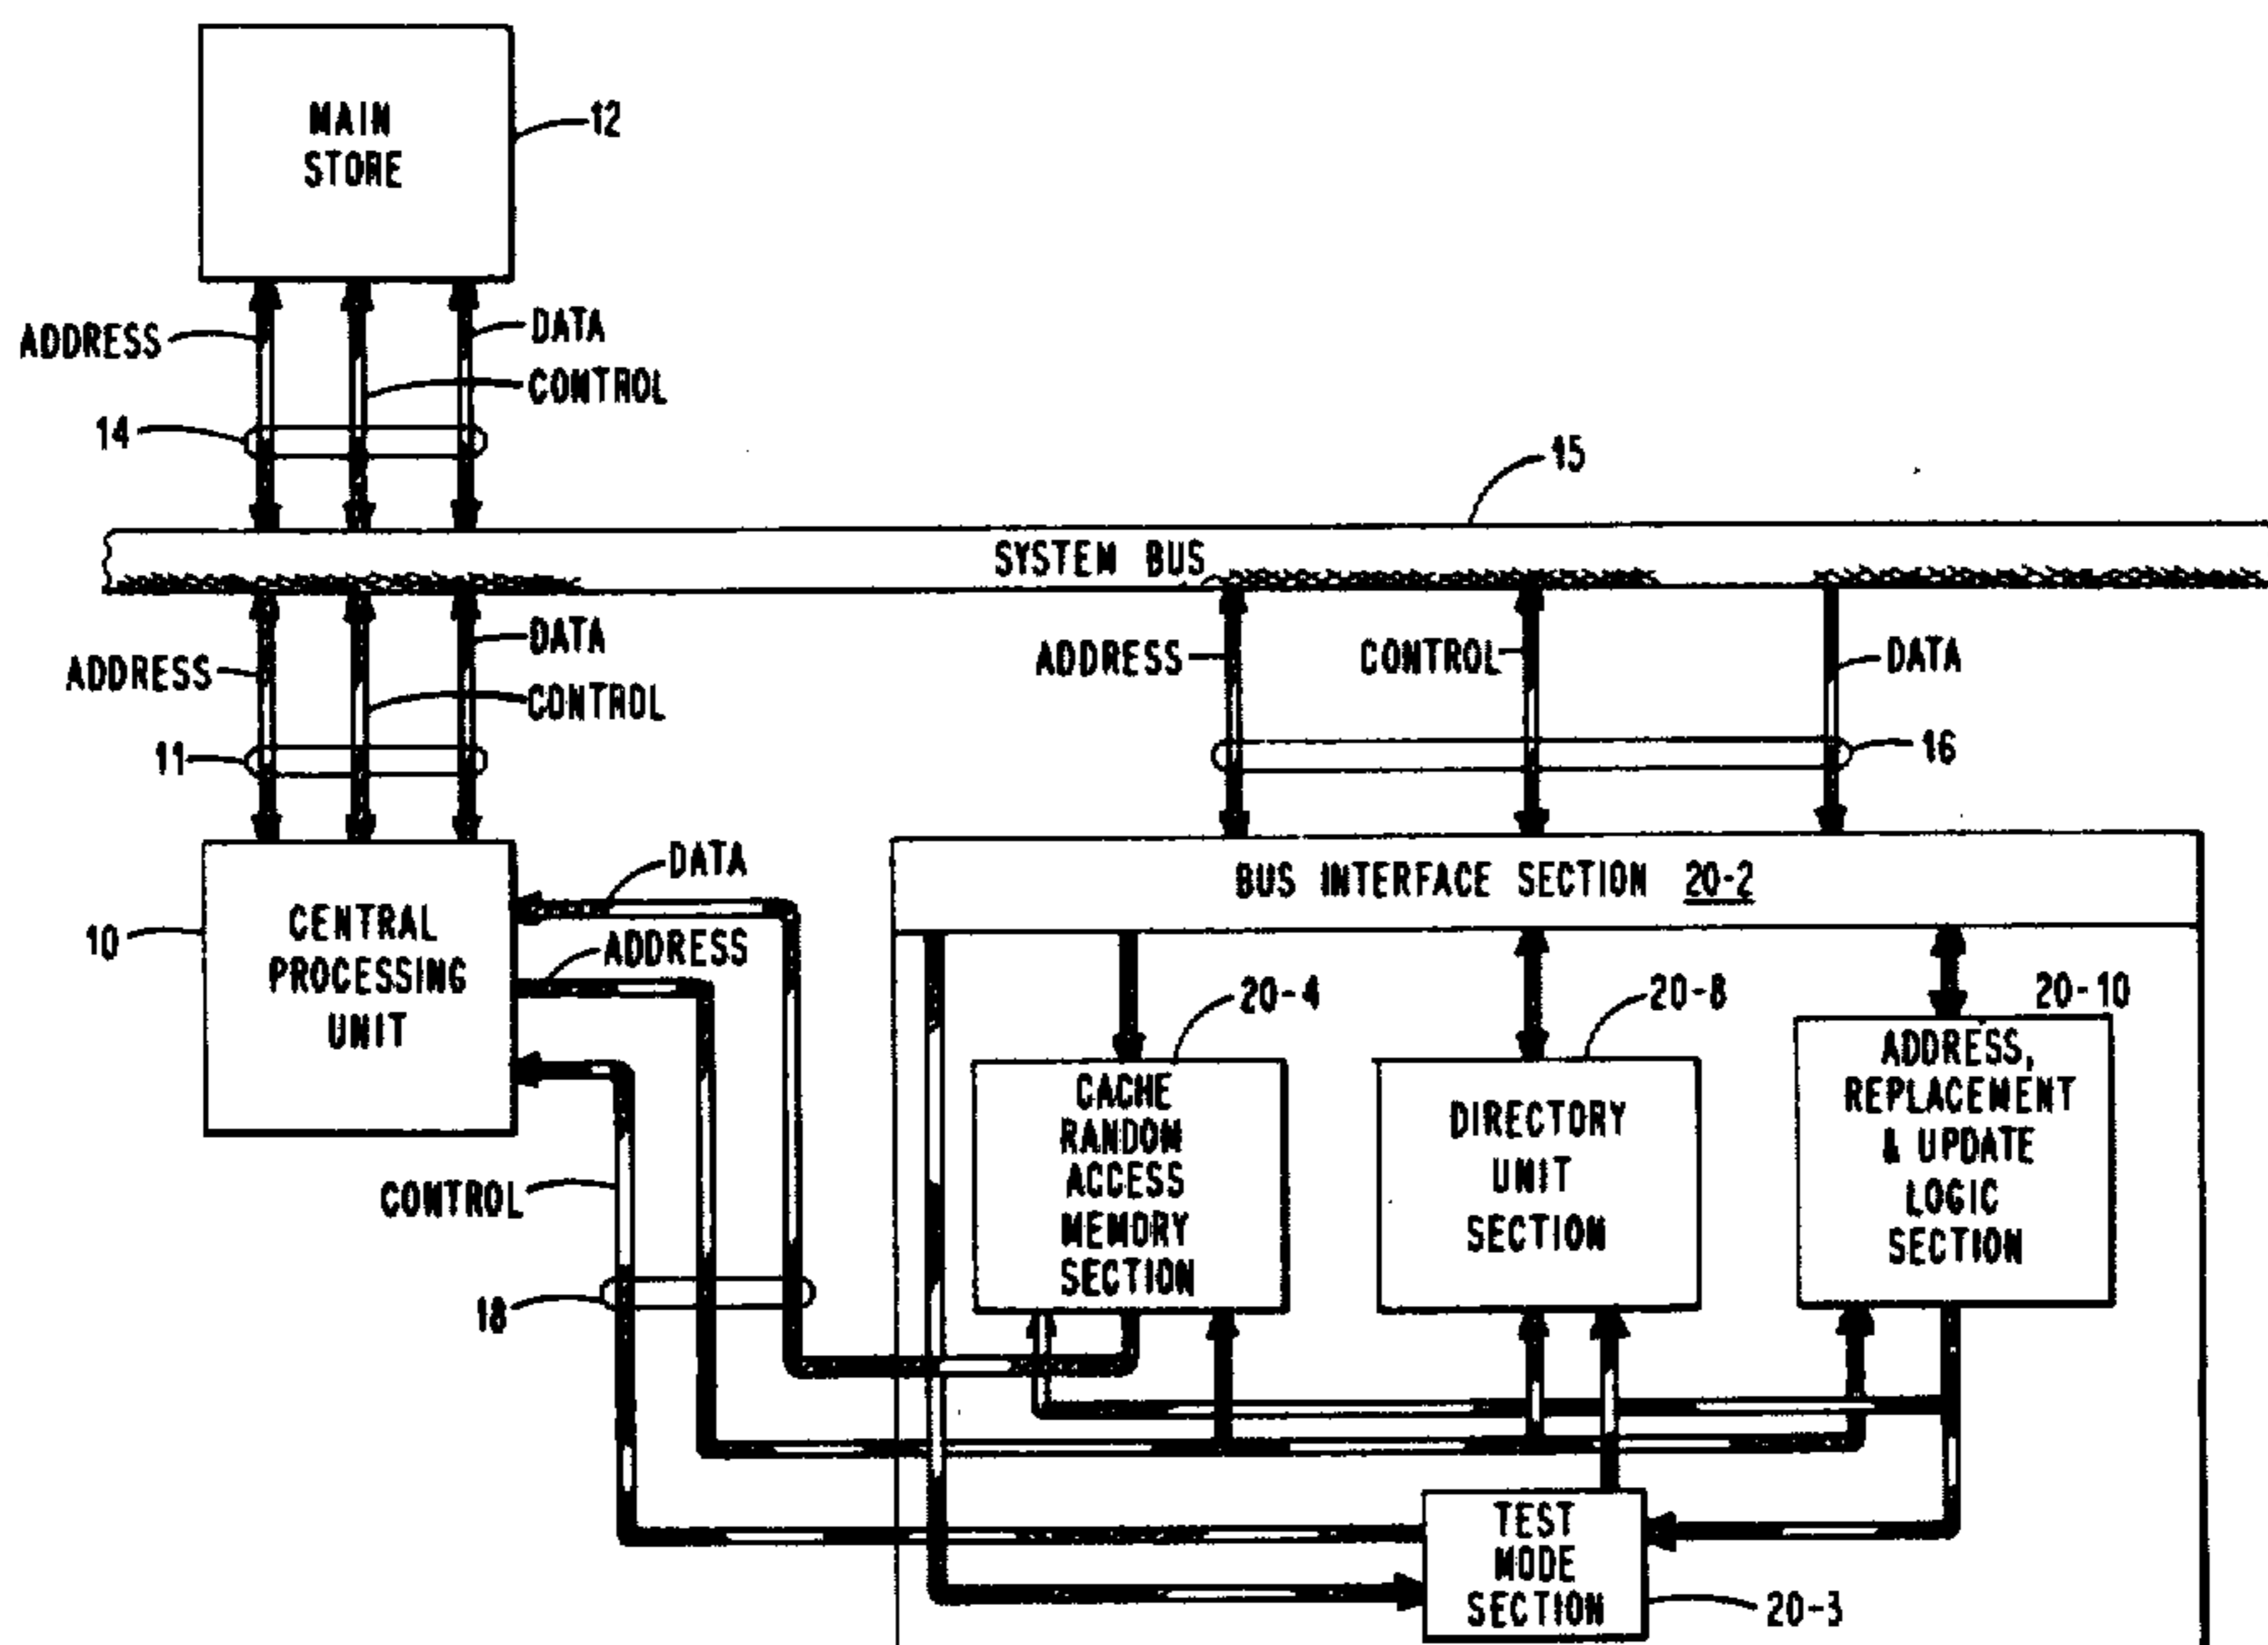 MAIN
STORE
12
ADDRESS
DATA
CONTROL
14
15
SYSTEM BUS
ADDRESS
DATA
CONTROL
11
ADDRESS
CONTROL
DATA
16
10
CENTRAL
PROCESSING
UNIT
DATA
ADDRESS
CONTROL
18
BUS INTERFACE SECTION 20-2
20-4
CACHE
RANDOM
ACCESS
MEMORY
SECTION
20-8
DIRECTORY
UNIT
SECTION
20-10
ADDRESS,
REPLACEMENT
& UPDATE
LOGIC
SECTION
TEST
MODE
SECTION
20-3